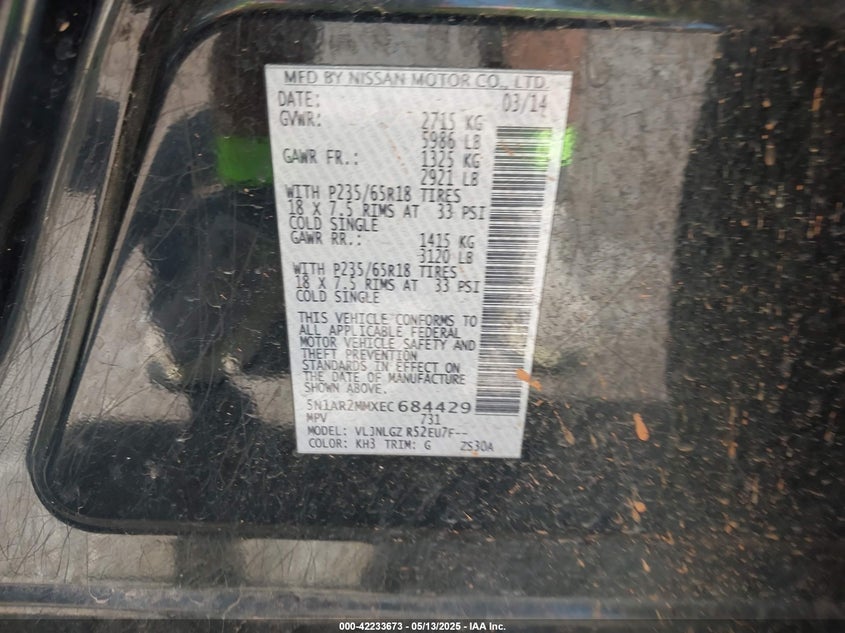 MFD BY NISSAN MOTOR CO., LTD.
DATE: 03/14
GVWR: 2715 KG
5986 LB
GAWR FR.: 1325 KG
2921 LB
WITH P235/65R18 TIRES
18 X 7.5 RIMS AT 33 PSI
COLD SINGLE
GAWR RR.: 1415 KG
3120 LB
WITH P235/65R18 TIRES
18 X 7.5 RIMS AT 33 PSI
COLD SINGLE
THIS VEHICLE CONFORMS TO
ALL APPLICABLE FEDERAL
MOTOR VEHICLE SAFETY AND
THEFT PREVENTION
STANDARDS IN EFFECT ON
THE DATE OF MANUFACTURE
SHOWN ABOVE.
5N1AR2MMXEC684429
MPV 731
MODEL: VLJNLGZ R52EU7F--
COLOR: KH3 TRIM: G ZS30A
000-42233673 - 05/13/2025 - IAA Inc.